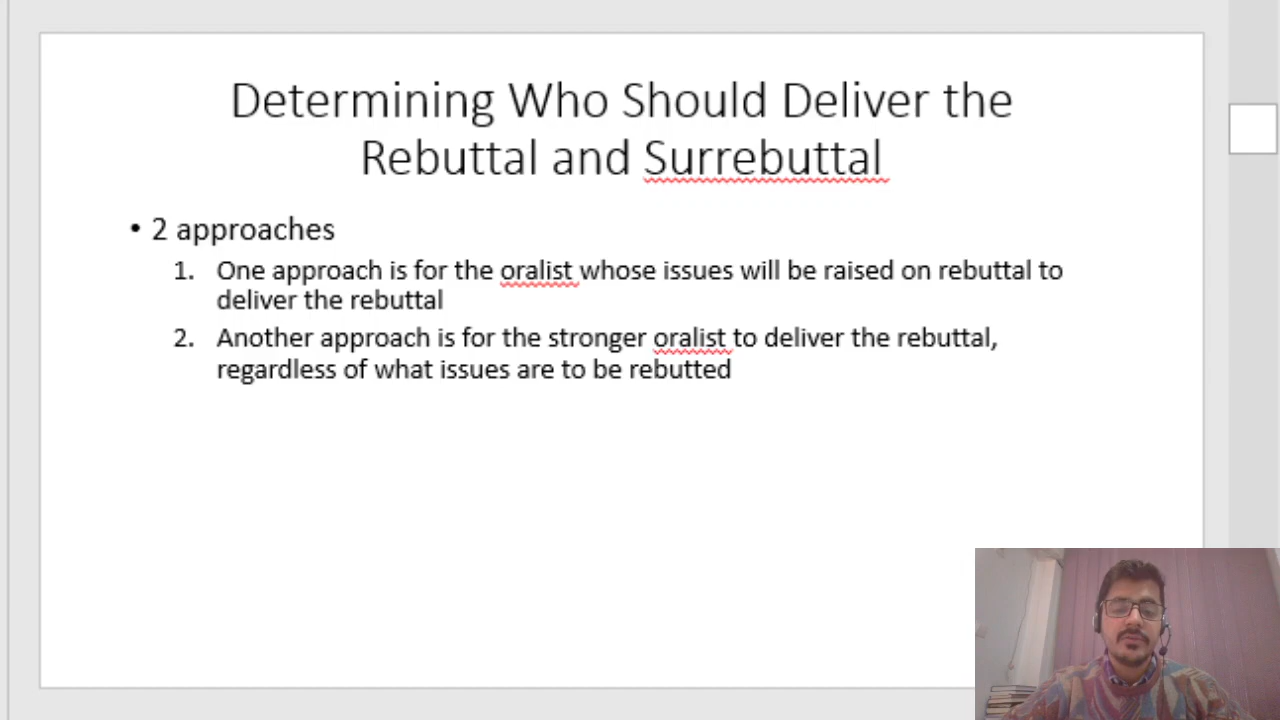 Determining Who Should Deliver the
Rebuttal and Surrebuttal
• 2 approaches
1. One approach is for the oralist whose issues will be raised on rebuttal to
deliver the rebuttal
2. Another approach is for the stronger oralist to deliver the rebuttal,
regardless of what issues are to be rebutted